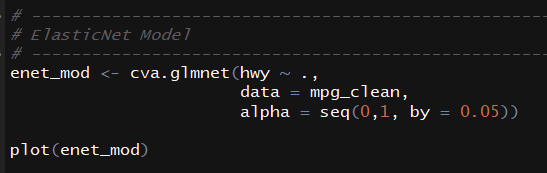 # ----------------------------------------------------
# ElasticNet Model
# ----------------------------------------------------
enet_mod <- cva.glmnet(hwy ~ .,
                       data = mpg_clean,
                       alpha = seq(0,1, by = 0.05))
plot(enet_mod)